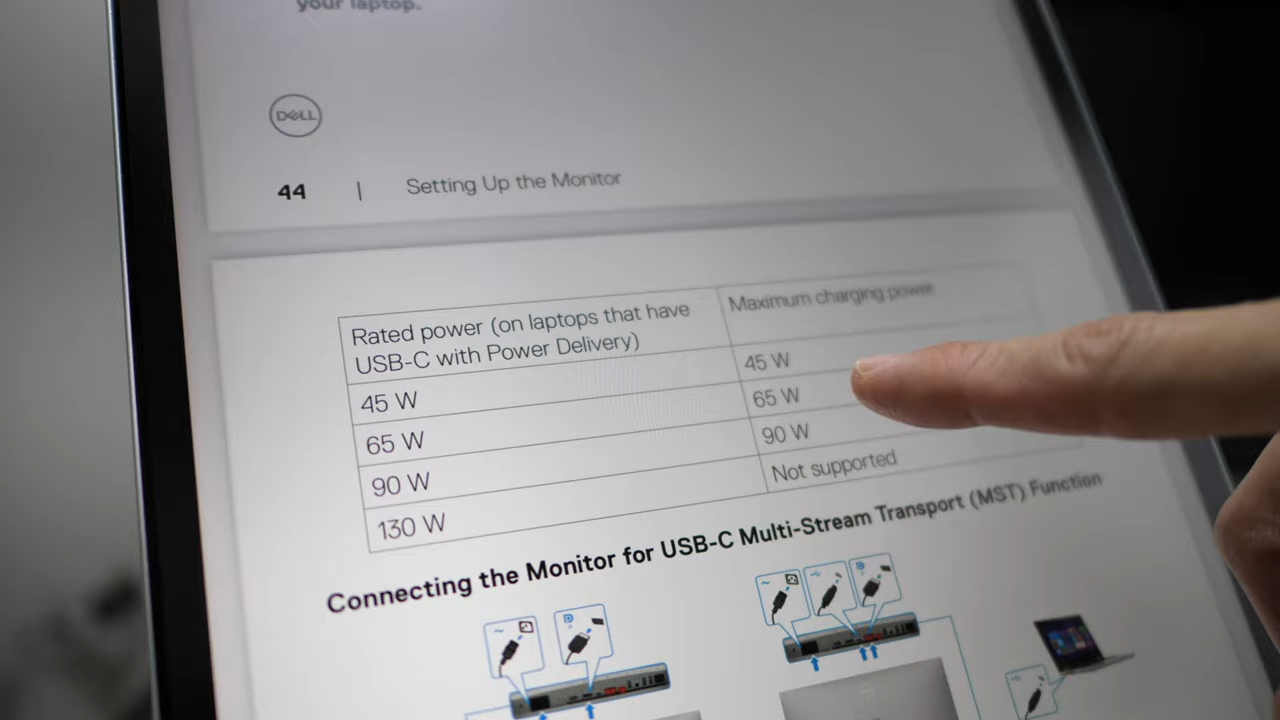 your laptop.
DELL
44 | Setting Up the Monitor
Rated power (on laptops that have
USB-C with Power Delivery)
Maximum charging power
45 W
45 W
65 W
65 W
90 W
90 W
130 W
Not supported
Connecting the Monitor for USB-C Multi-Stream Transport (MST) Function